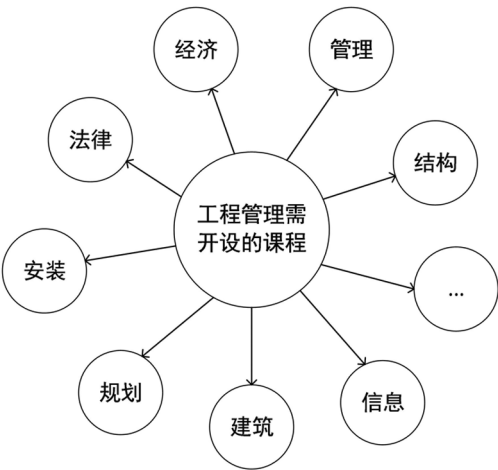 经济
管理
法律
结构
工程管理需
开设的课程
安装
...
规划
建筑
信息